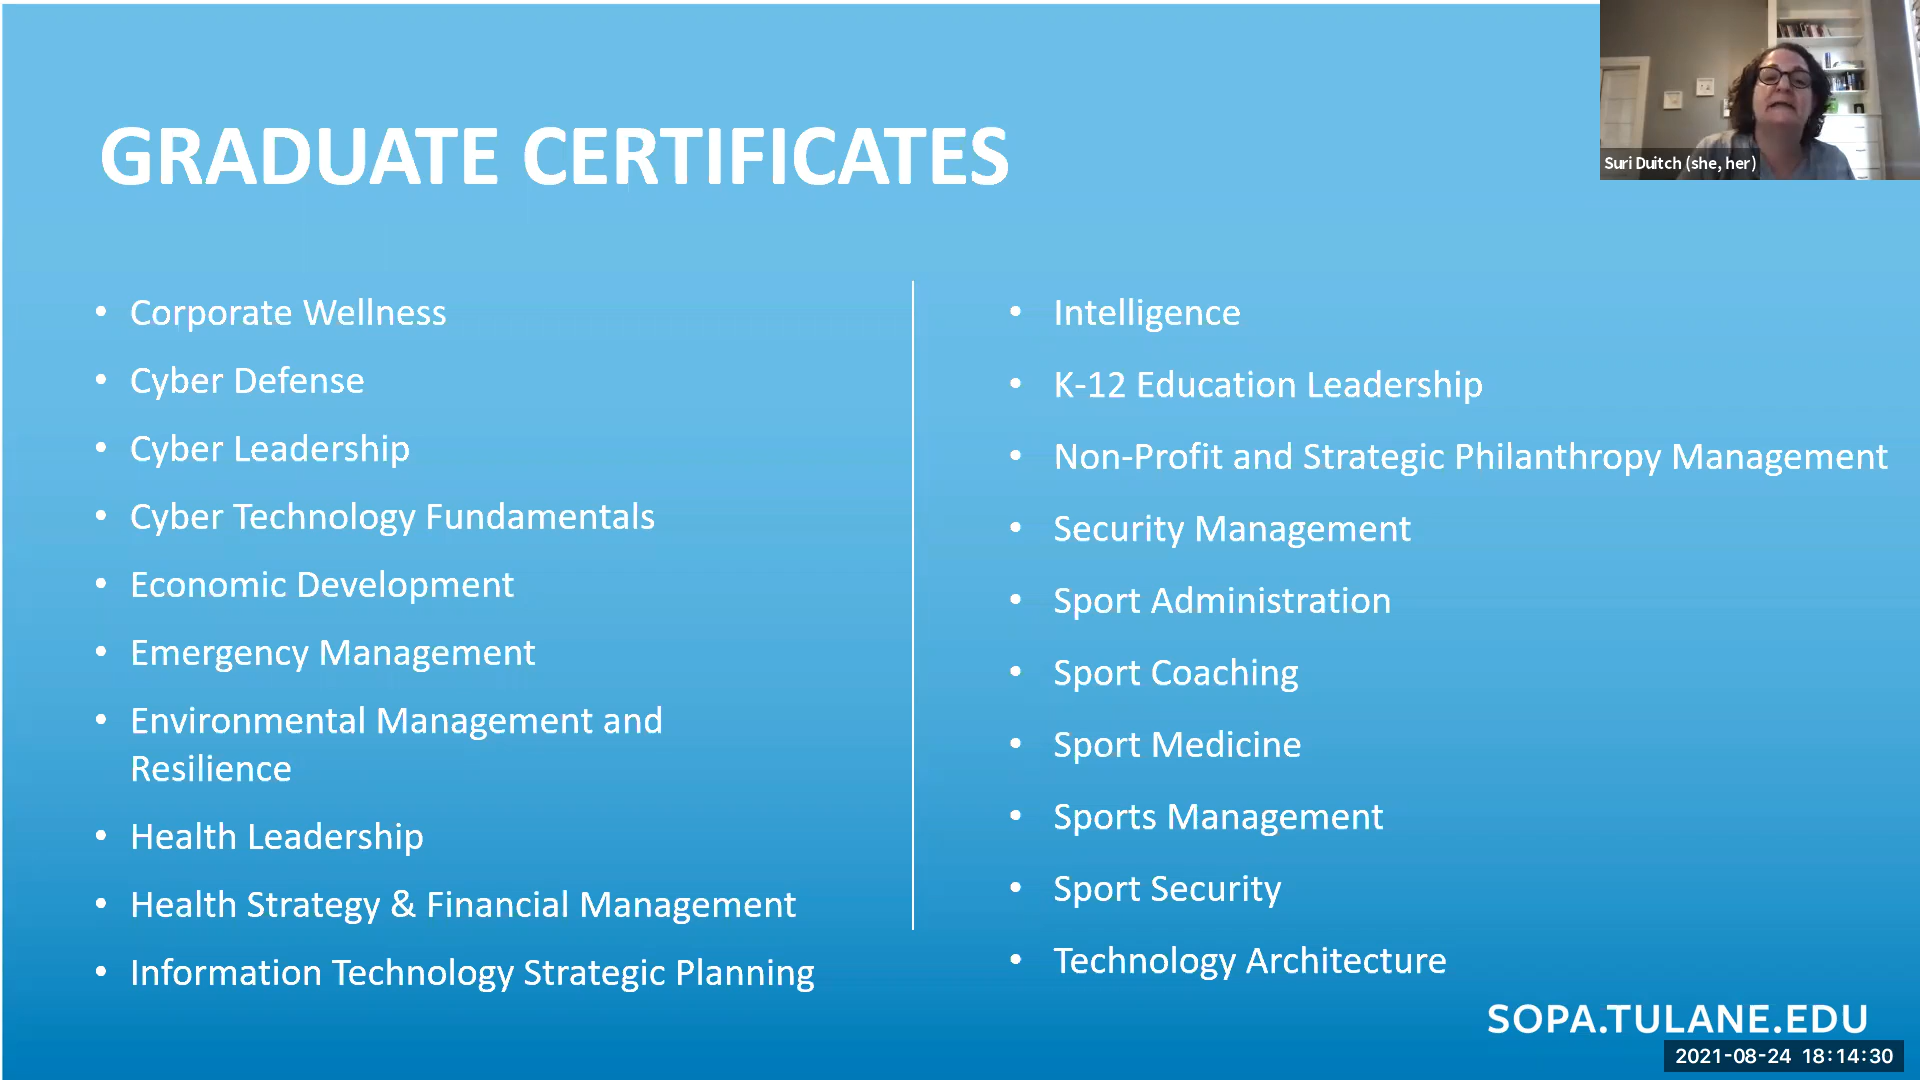 GRADUATE CERTIFICATES
Suri Duitch (she, her)
• Corporate Wellness
• Cyber Defense
• Cyber Leadership
• Cyber Technology Fundamentals
• Economic Development
• Emergency Management
• Environmental Management and
Resilience
• Health Leadership
• Health Strategy & Financial Management
• Information Technology Strategic Planning
• Intelligence
• K-12 Education Leadership
• Non-Profit and Strategic Philanthropy Management
• Security Management
• Sport Administration
• Sport Coaching
• Sport Medicine
• Sports Management
• Sport Security
• Technology Architecture
SOPA.TULANE.EDU
2021-08-24 18:14:30